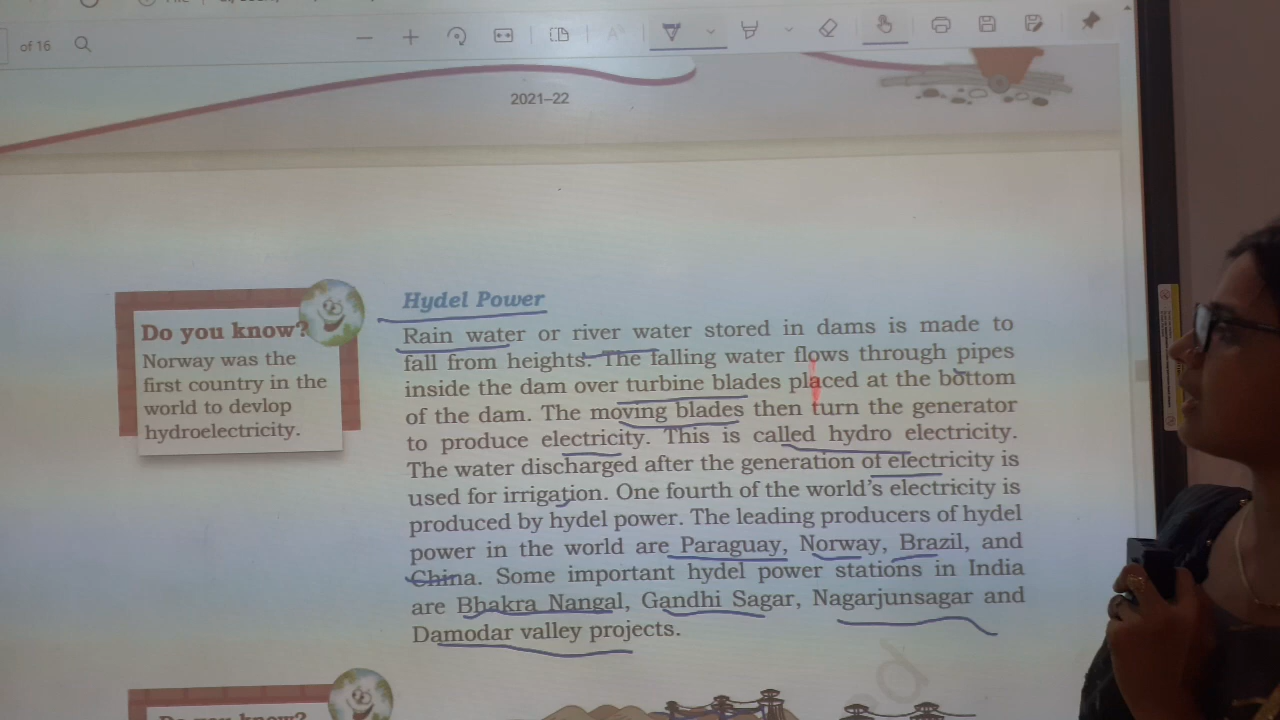 of 16
2021–22
Do you know?
Norway was the
first country in the
world to devlop
hydroelectricity.
Hydel Power
Rain water or river water stored in dams is made to
fall from heights. The falling water flows through pipes
inside the dam over turbine blades placed at the bottom
of the dam. The moving blades then turn the generator
to produce electricity. This is called hydro electricity.
The water discharged after the generation of electricity is
used for irrigation. One fourth of the world's electricity is
produced by hydel power. The leading producers of hydel
power in the world are Paraguay, Norway, Brazil, and
China. Some important hydel power stations in India
are Bhakra Nangal, Gandhi Sagar, Nagarjunsagar and
Damodar valley projects.
Do you know?